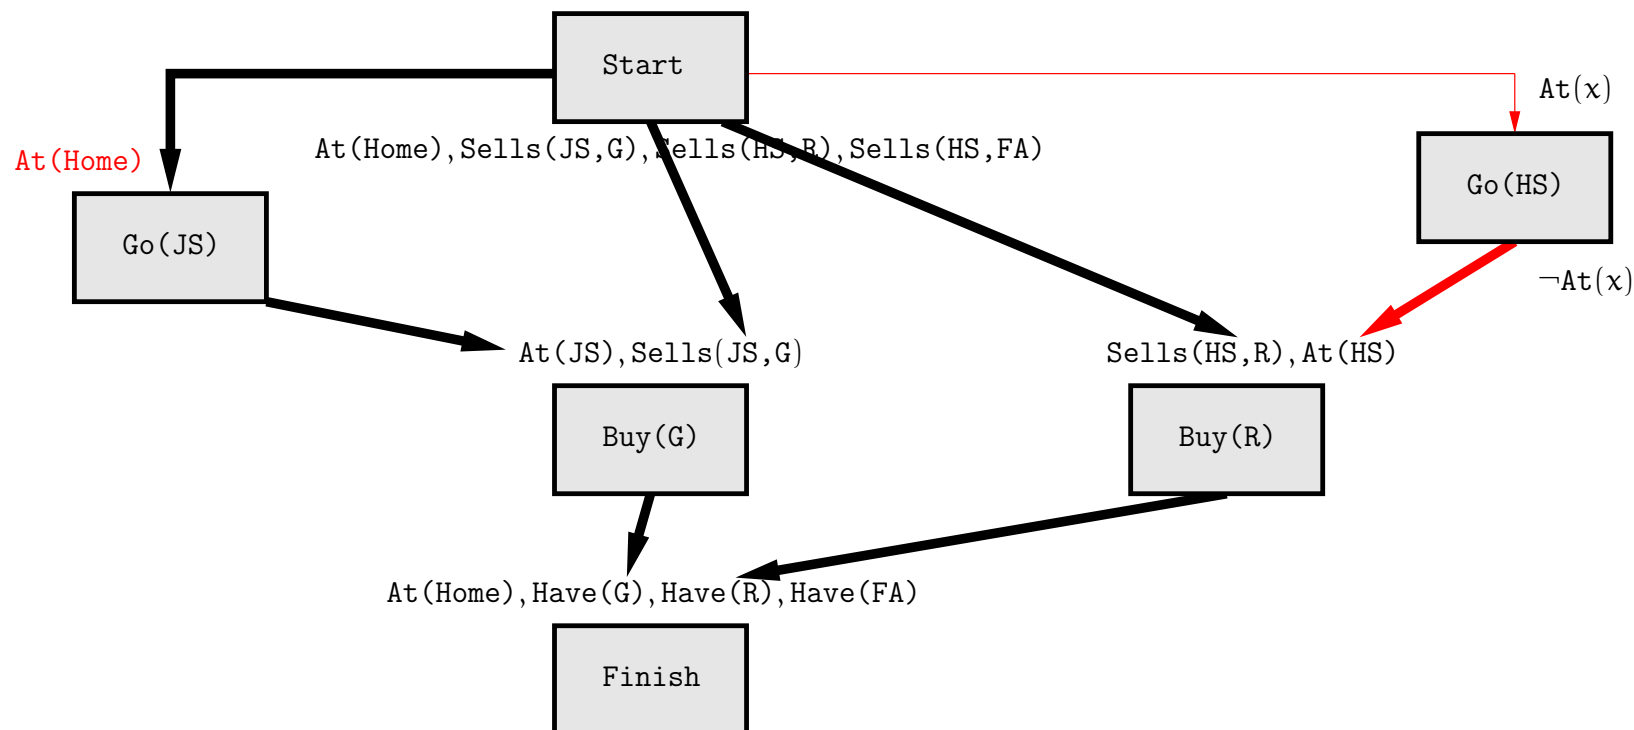 Start
At(x)
At(Home),Sells(JS,G),Sells(HS,R),Sells(HS,FA)
At(Home)
Go(HS)
Go(JS)
¬At(x)
At(JS),Sells(JS,G)
Sells(HS,R),At(HS)
Buy(G)
Buy(R)
At(Home),Have(G),Have(R),Have(FA)
Finish